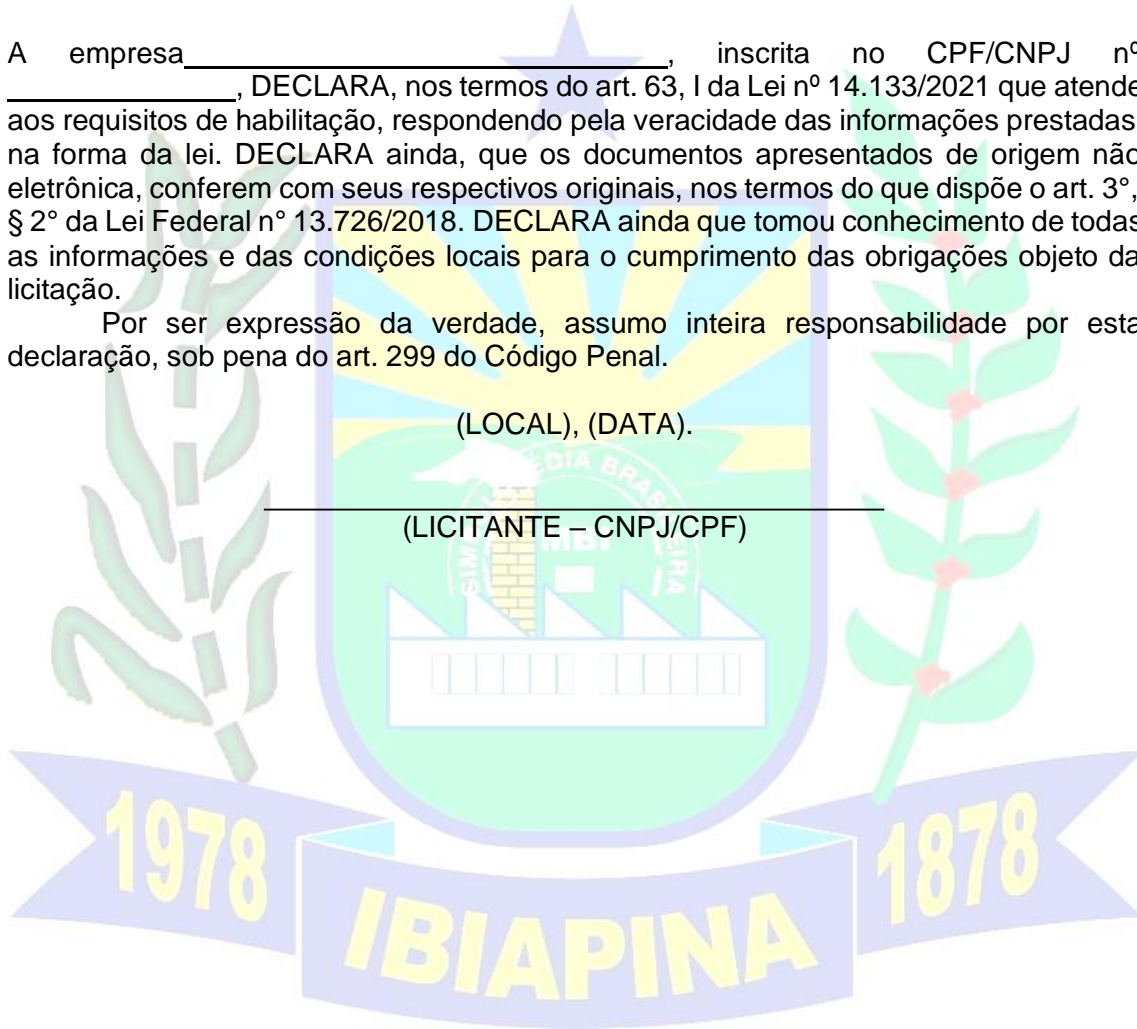 A empresa_____________________________, inscrita no CPF/CNPJ nº
______________, DECLARA, nos termos do art. 63, I da Lei nº 14.133/2021 que atende
aos requisitos de habilitação, respondendo pela veracidade das informações prestadas
na forma da lei. DECLARA ainda, que os documentos apresentados de origem não
eletrônica, conferem com seus respectivos originais, nos termos do que dispõe o art. 3°,
§ 2° da Lei Federal n° 13.726/2018. DECLARA ainda que tomou conhecimento de todas
as informações e das condições locais para o cumprimento das obrigações objeto da
licitação.
Por ser expressão da verdade, assumo inteira responsabilidade por esta
declaração, sob pena do art. 299 do Código Penal.
(LOCAL), (DATA).
(LICITANTE – CNPJ/CPF)
MBI
1978
1878
IBIAPINA